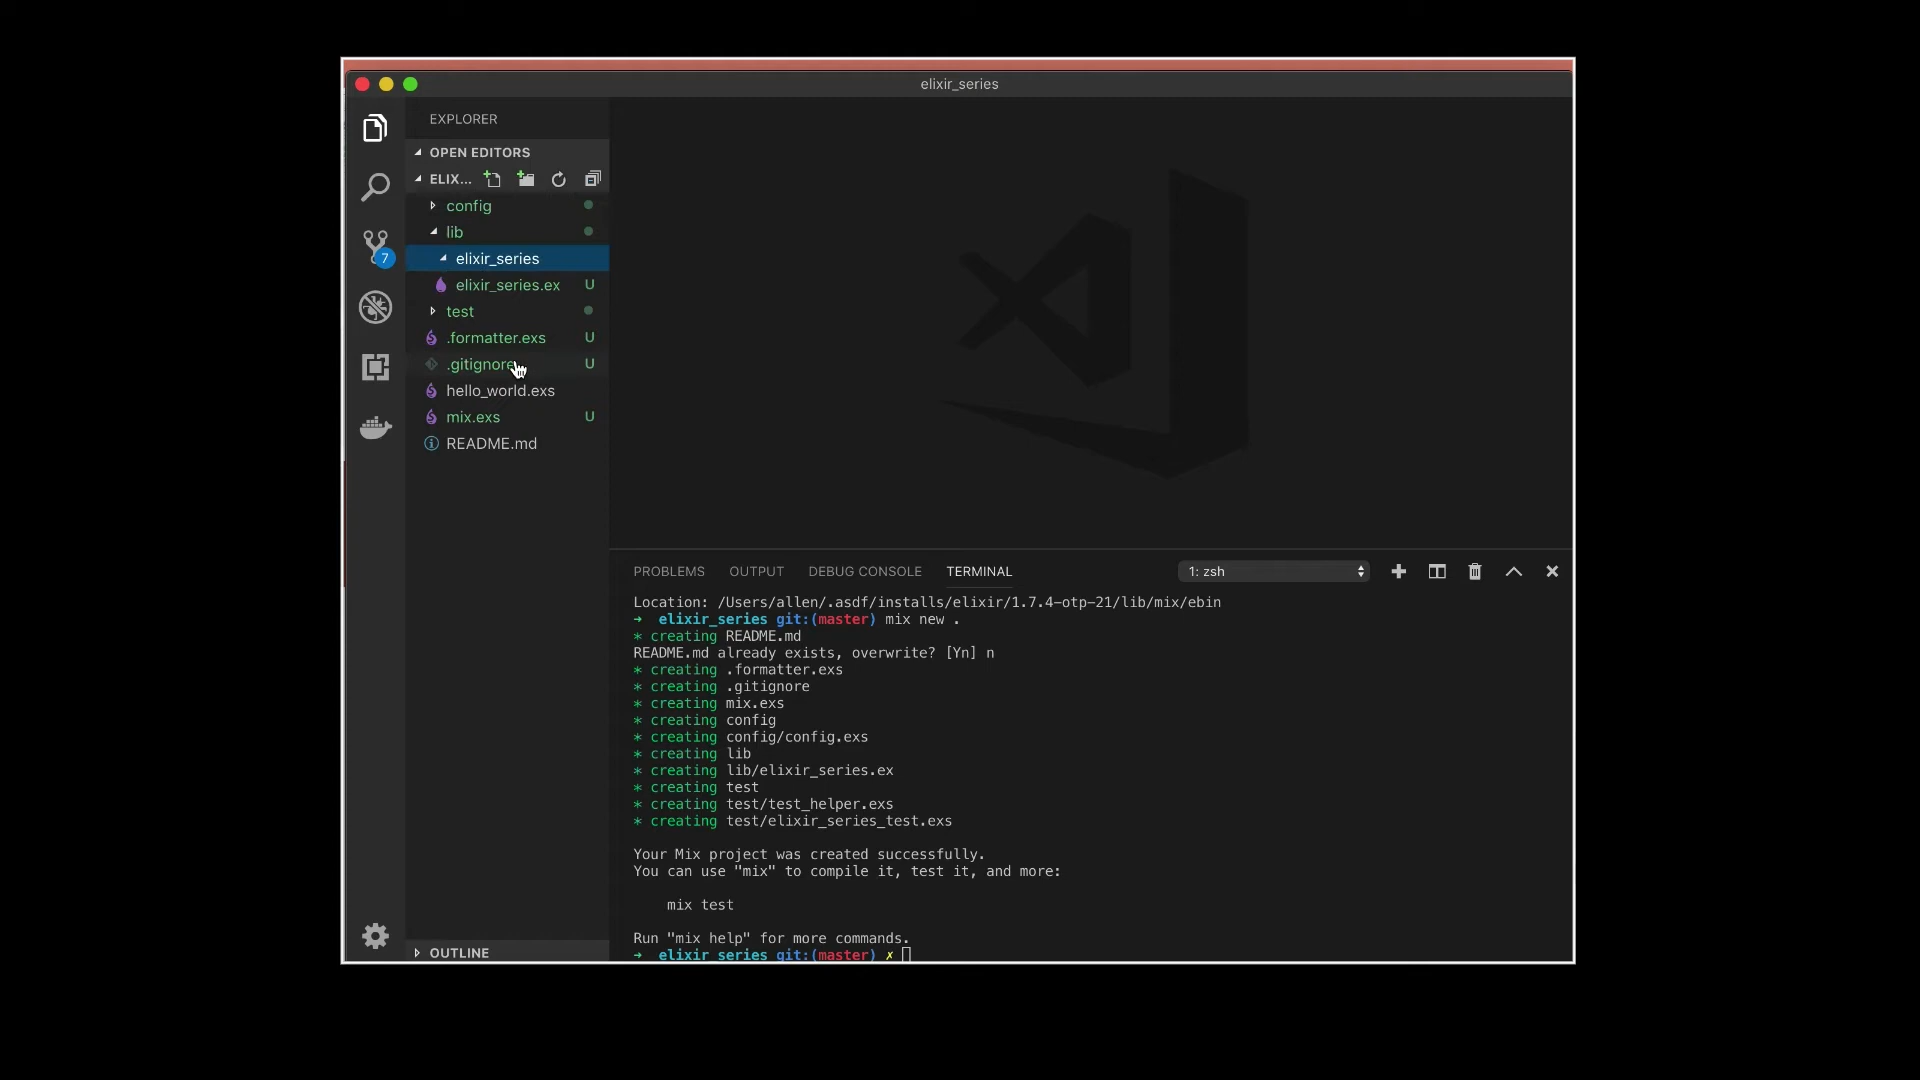 elixir_series
EXPLORER
OPEN EDITORS
ELIX...
config
lib
elixir_series
elixir_series.ex U
test
.formatter.exs U
.gitignore U
hello_world.exs
mix.exs U
README.md
7
OUTLINE
PROBLEMS OUTPUT DEBUG CONSOLE TERMINAL 1: zsh
Location: /Users/allen/.asdf/installs/elixir/1.7.4-otp-21/lib/mix/ebin
➜ elixir_series git:(master) mix new .
* creating README.md
README.md already exists, overwrite? [Yn] n
* creating .formatter.exs
* creating .gitignore
* creating mix.exs
* creating config
* creating config/config.exs
* creating lib
* creating lib/elixir_series.ex
* creating test
* creating test/test_helper.exs
* creating test/elixir_series_test.exs
Your Mix project was created successfully.
You can use "mix" to compile it, test it, and more:
mix test
Run "mix help" for more commands.
➜ elixir_series git:(master) ✗